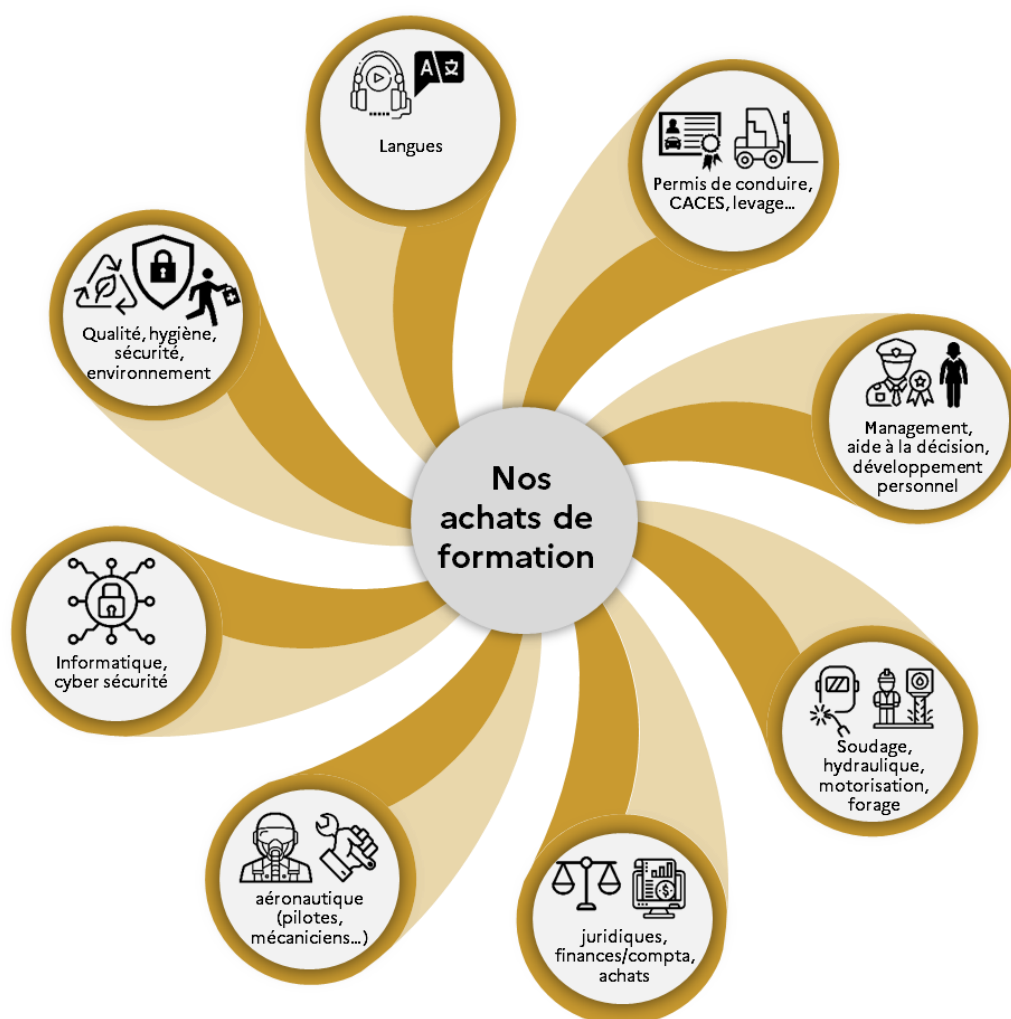 Langues
Permis de conduire,
CACES, levage...
Management,
aide à la décision,
développement
personnel
Soudage,
hydraulique,
motorisation,
forage
juridiques,
finances/compta,
achats
aéronautique
(pilotes,
mécaniciens...)
Informatique,
cyber sécurité
Qualité, hygiène,
sécurité,
environnement
Nos
achats de
formation
A